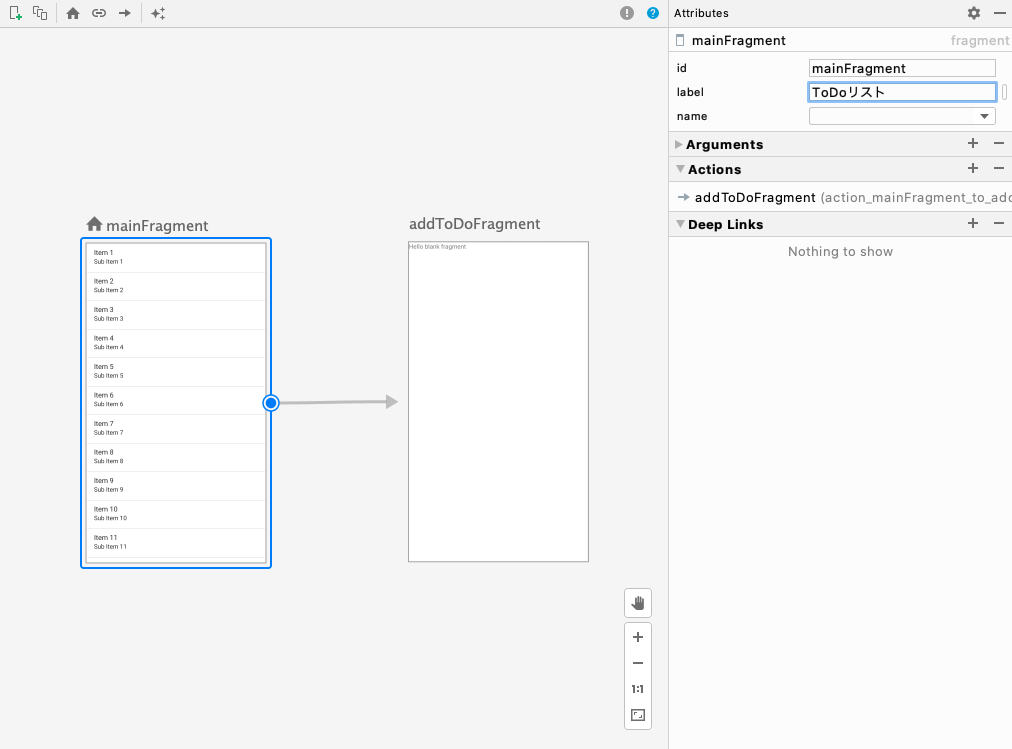 Attributes
mainFragment fragment
id mainFragment
label ToDoリスト
name
Arguments
Actions
addToDoFragment (action_mainFragment_to_add
Deep Links
Nothing to show
mainFragment
Item 1
Sub Item 1
Item 2
Sub Item 2
Item 3
Sub Item 3
Item 4
Sub Item 4
Item 5
Sub Item 5
Item 6
Sub Item 6
Item 7
Sub Item 7
Item 8
Sub Item 8
Item 9
Sub Item 9
Item 10
Sub Item 10
Item 11
Sub Item 11
addToDoFragment
Hello blank fragment
1:1